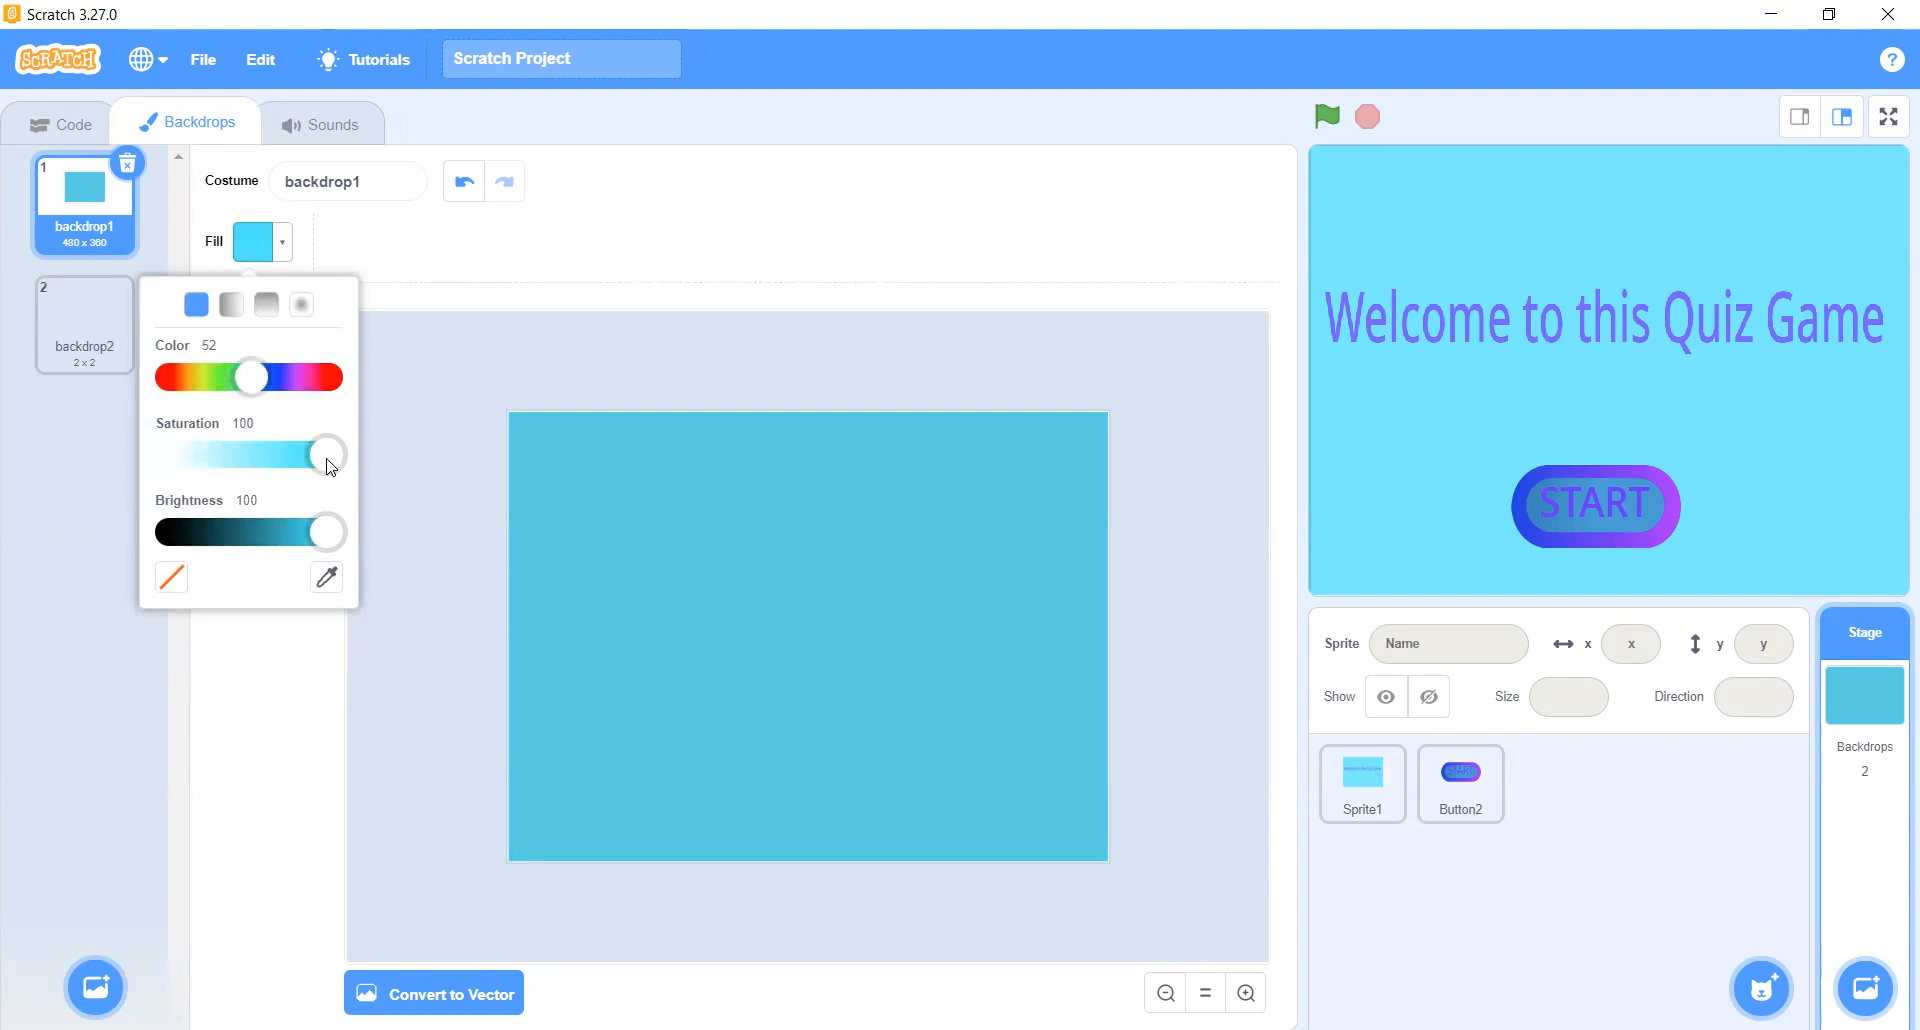 Scratch 3.27.0
SCRATCH
File
Edit
Tutorials
Scratch Project
?
Code
Backdrops
Sounds
1
backdrop1
480 x 360
2
backdrop2
2 x 2
Costume
backdrop1
Fill
Color 52
Saturation 100
Brightness 100
Convert to Vector
Welcome to this Quiz Game
START
Sprite
Name
x
x
y
y
Show
Size
Direction
Stage
Backdrops
2
Sprite1
START
Button2